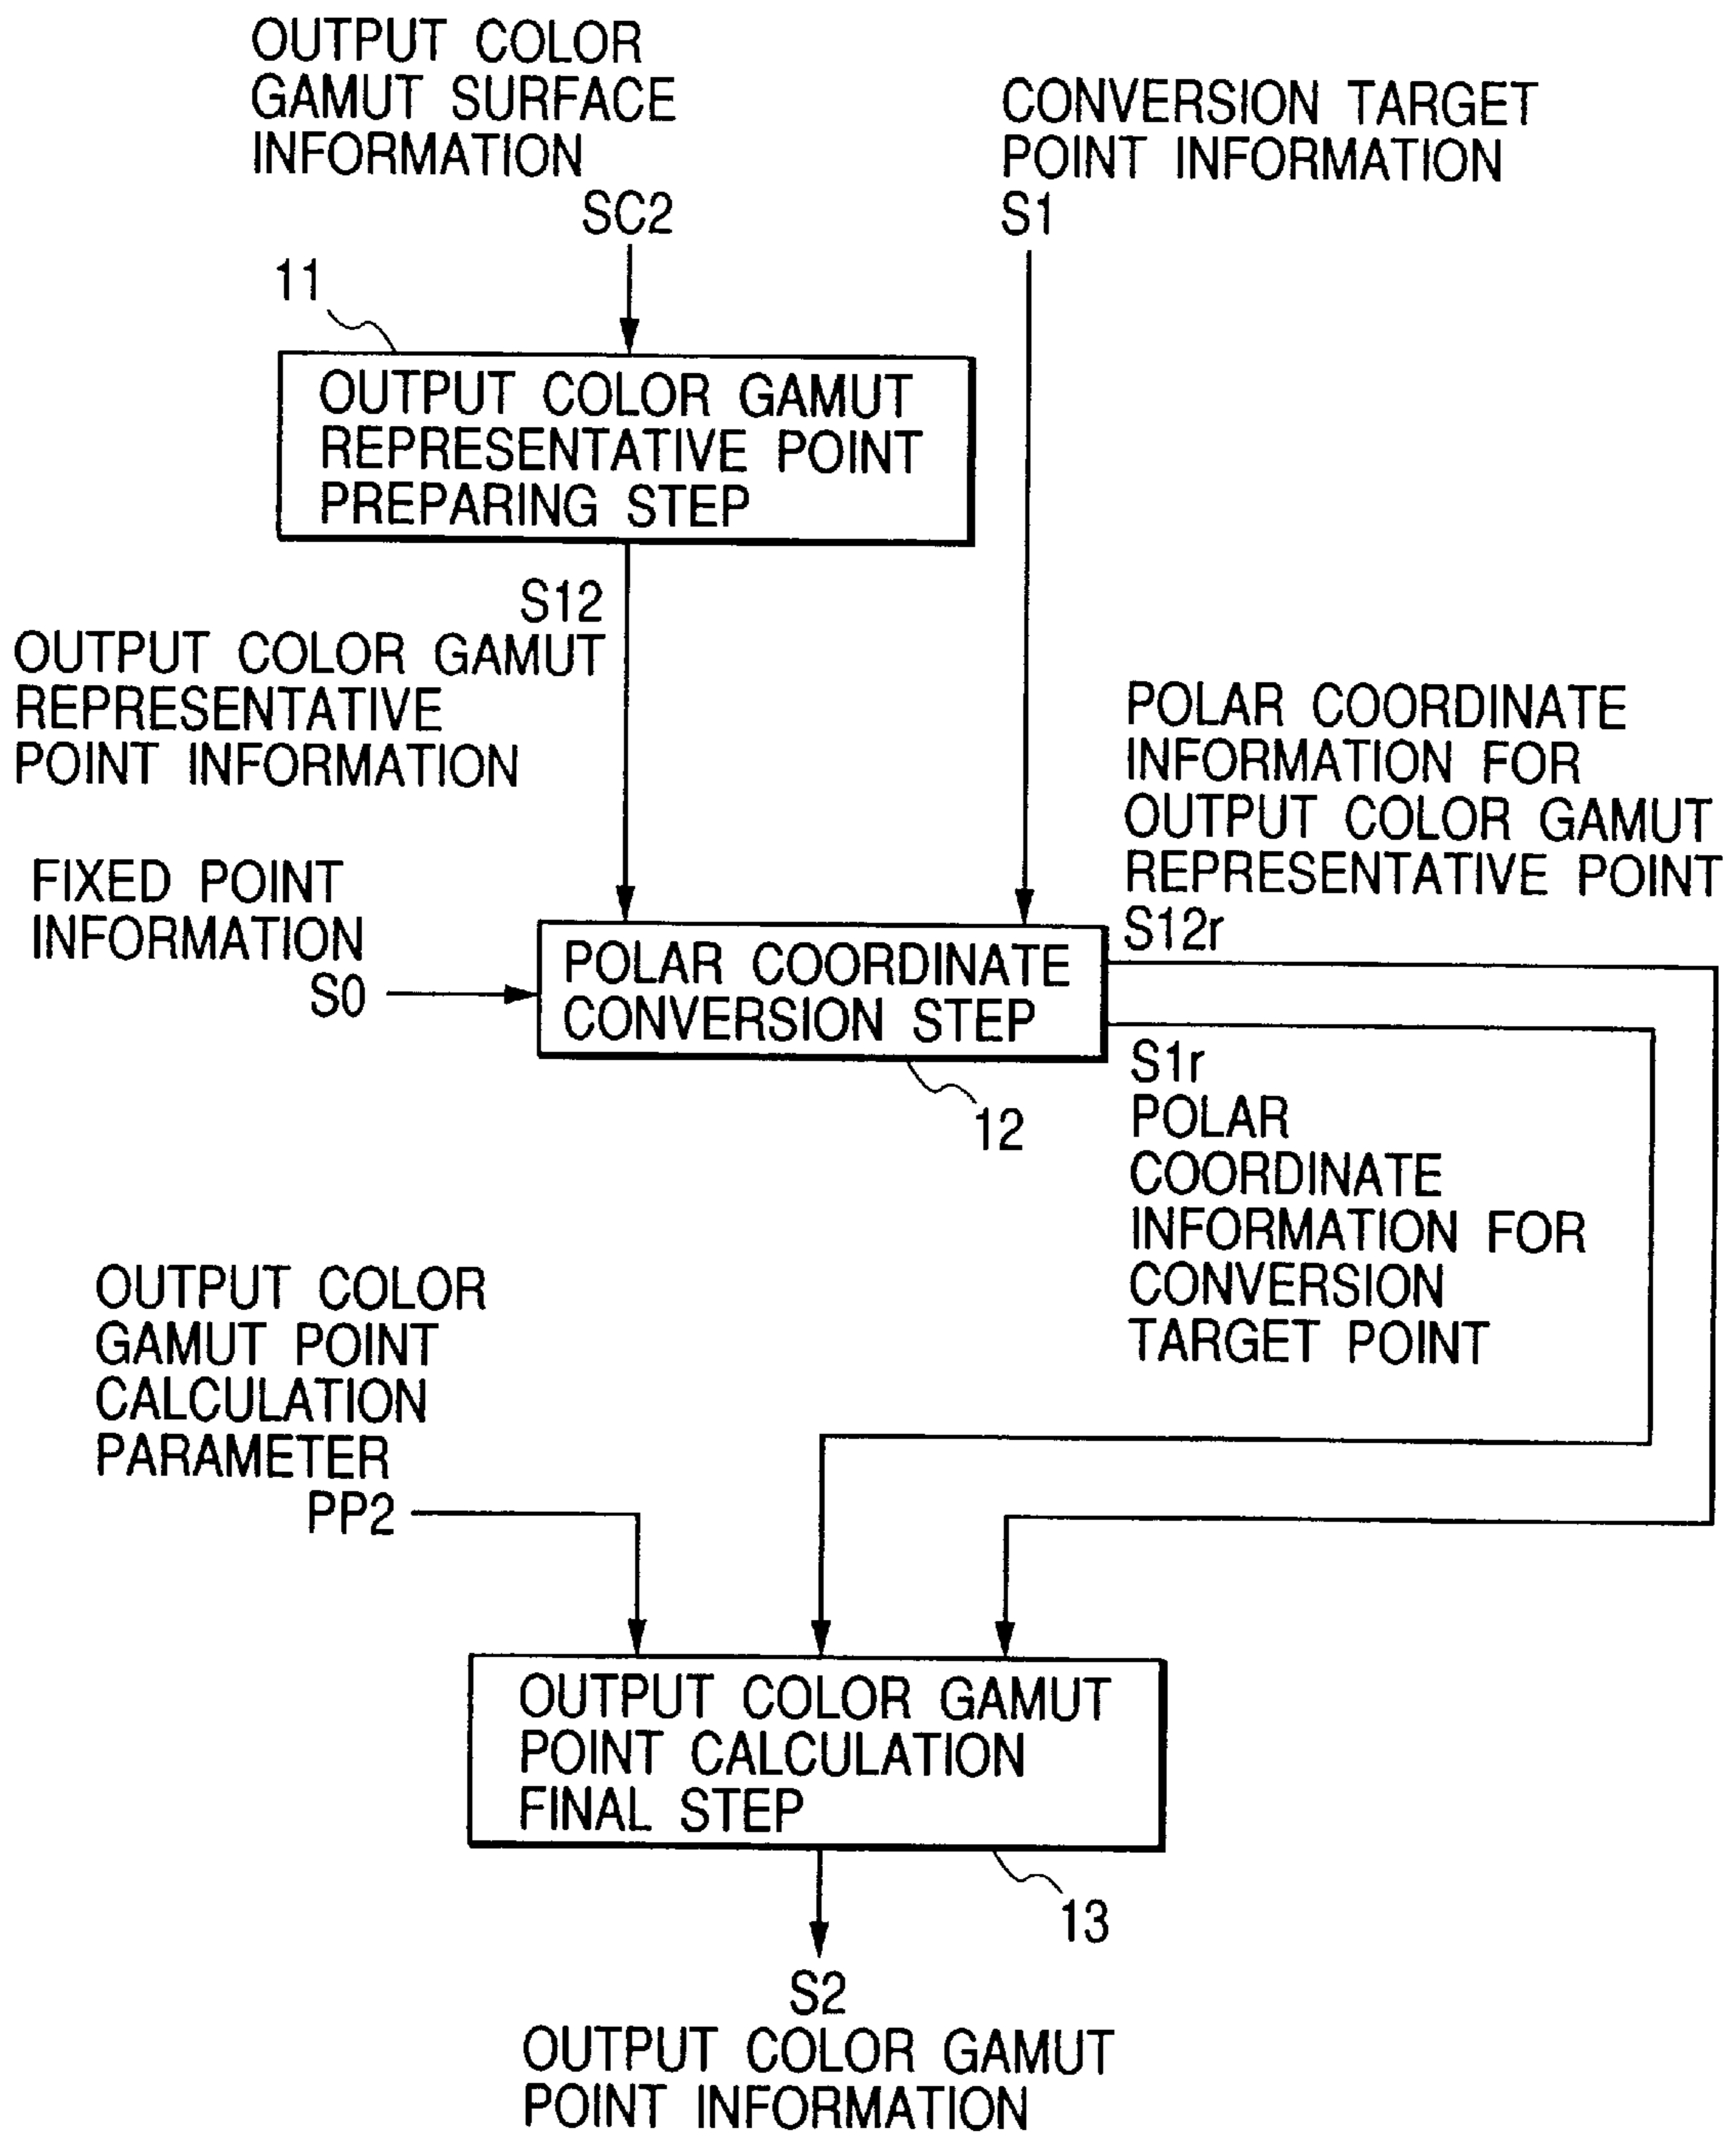 OUTPUT COLOR
GAMUT SURFACE
INFORMATION
SC2
CONVERSION TARGET
POINT INFORMATION
S1
11
OUTPUT COLOR GAMUT
REPRESENTATIVE POINT
PREPARING STEP
S12
OUTPUT COLOR GAMUT
REPRESENTATIVE
POINT INFORMATION
POLAR COORDINATE
INFORMATION FOR
OUTPUT COLOR GAMUT
REPRESENTATIVE POINT
S12r
FIXED POINT
INFORMATION
S0
POLAR COORDINATE
CONVERSION STEP
12
S1r
POLAR
COORDINATE
INFORMATION FOR
CONVERSION
TARGET POINT
OUTPUT COLOR
GAMUT POINT
CALCULATION
PARAMETER
PP2
OUTPUT COLOR GAMUT
POINT CALCULATION
FINAL STEP
13
S2
OUTPUT COLOR GAMUT
POINT INFORMATION